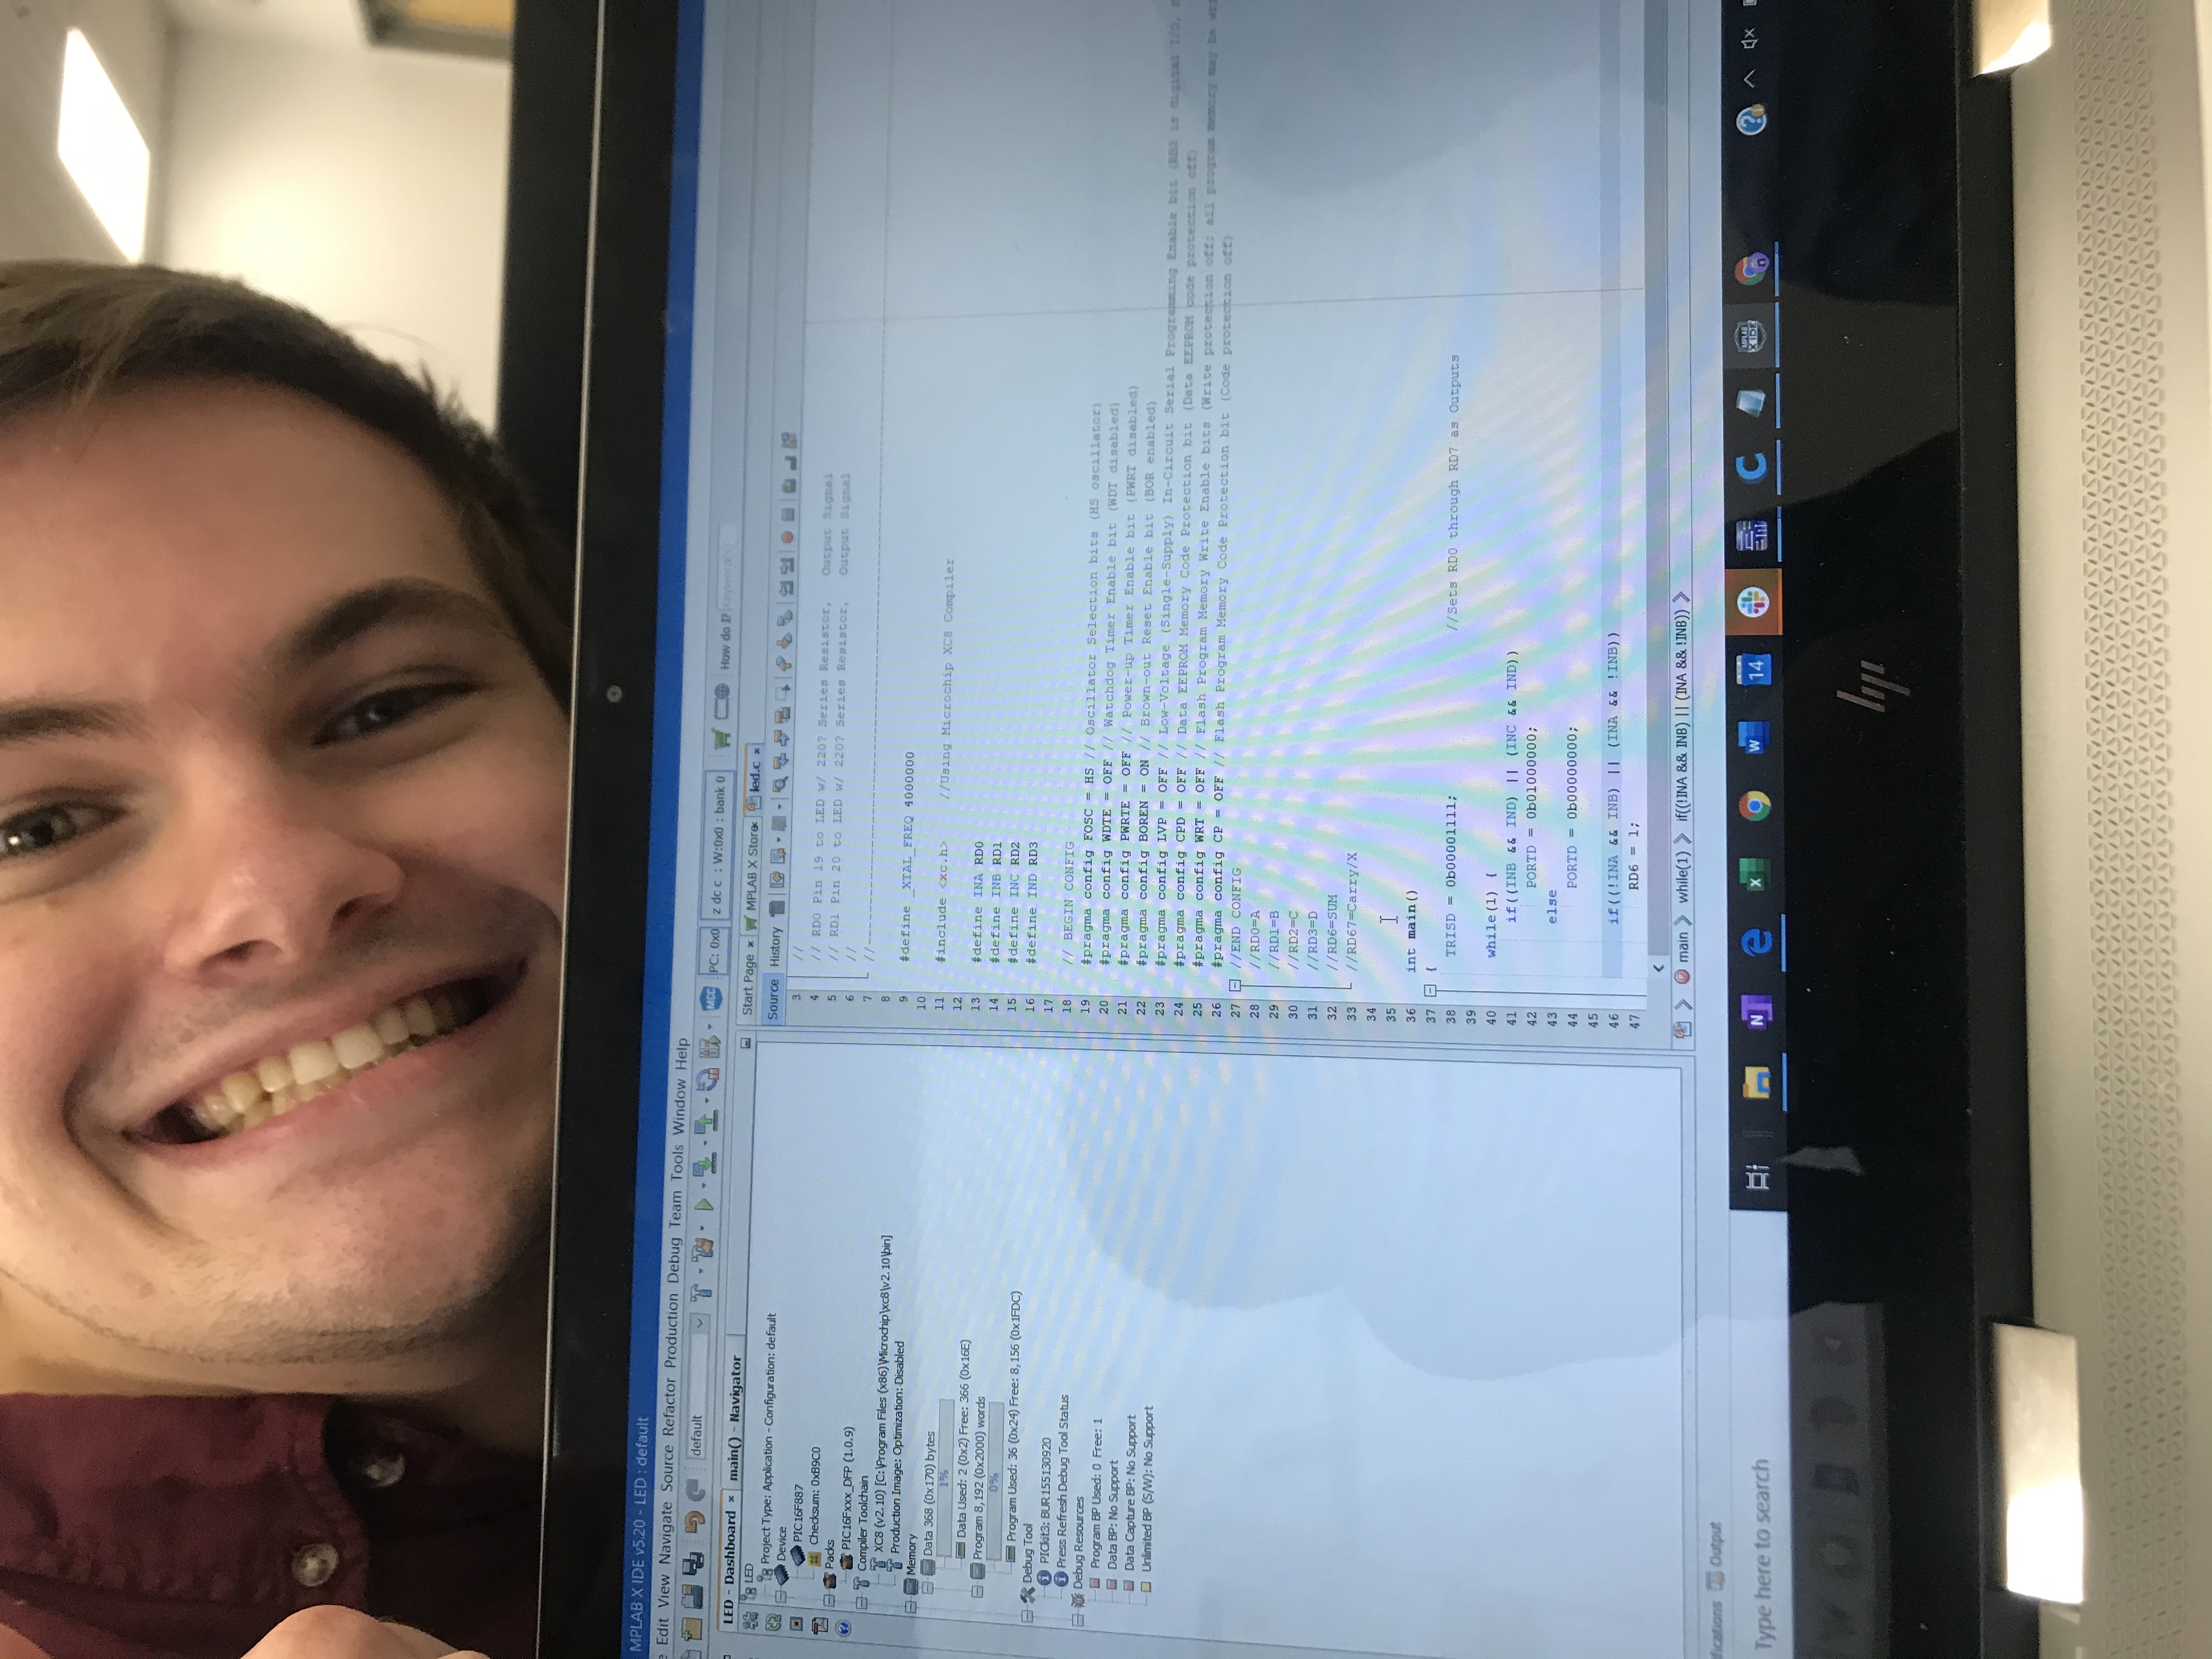 MPLAB X IDE v5.20 - LED : default
Edit View Navigate Source Refactor Production Debug Team Tools Window Help
default
MCC
PC: 0x0
z dc c : W:0x0 : bank 0
How do I?
LED - Dashboard × main() - Navigator
LED
Project Type: Application - Configuration: default
Device
PIC16F887
Checksum: 0xB9C0
Packs
PIC16Fxxx_DFP (1.0.9)
Compiler Toolchain
XC8 (v2.10) [C:\Program Files (x86)\Microchip\xc8\v2.10\bin]
Production Image: Optimization: Disabled
Memory
Data 368 (0x170) bytes
1%
Data Used: 2 (0x2) Free: 366 (0x16E)
Program 8,192 (0x2000) words
0%
Program Used: 36 (0x24) Free: 8,156 (0x1FDC)
Debug Tool
PICkit3: BUR155130920
Press Refresh Debug Tool Status
Debug Resources
Program BP Used: 0 Free: 1
Data BP: No Support
Data Capture BP: No Support
Unlimited BP (S/W): No Support
Start Page × MPLAB X Store × led.c ×
Source History
3 //
4 // RD0 Pin 19 to LED w/ 220? Series Resistor, Output Signal
5 // RD1 Pin 20 to LED w/ 220? Series Resistor, Output Signal
6 //
7 //----------------------------------------------------------------
8
9 #define _XTAL_FREQ 4000000
10
11 #include <xc.h> //Using Microchip XC8 Compiler
12
13 #define INA RD0
14 #define INB RD1
15 #define INC RD2
16 #define IND RD3
17
18 // BEGIN CONFIG
19 #pragma config FOSC = HS // Oscillator Selection bits (HS oscillator)
20 #pragma config WDTE = OFF // Watchdog Timer Enable bit (WDT disabled)
21 #pragma config PWRTE = OFF // Power-up Timer Enable bit (PWRT disabled)
22 #pragma config BOREN = ON // Brown-out Reset Enable bit (BOR enabled)
23 #pragma config LVP = OFF // Low-Voltage (Single-Supply) In-Circuit Serial Programming Enable bit (RB3 is digital I/O,
24 #pragma config CPD = OFF // Data EEPROM Memory Code Protection bit (Data EEPROM code protection off)
25 #pragma config WRT = OFF // Flash Program Memory Write Enable bits (Write protection off; all program memory may be
26 #pragma config CP = OFF // Flash Program Memory Code Protection bit (Code protection off)
27 //END CONFIG
28 //RD0=A
29 //RD1=B
30 //RD2=C
31 //RD3=D
32 //RD6=SUM
33 //RD67=Carry/X
34
35
36 int main()
37 {
38 TRISD = 0b00001111; //Sets RD0 through RD7 as Outputs
39
40 while(1) {
41 if((INB && IND) || (INC && IND))
42 PORTD = 0b01000000;
43 else
44 PORTD = 0b00000000;
45
46 if((!INA && INB) || (INA && !INB))
47 RD6 = 1;
main while(1) if((!INA && INB) || (INA && !INB))
fications Output
Type here to search
14
hp